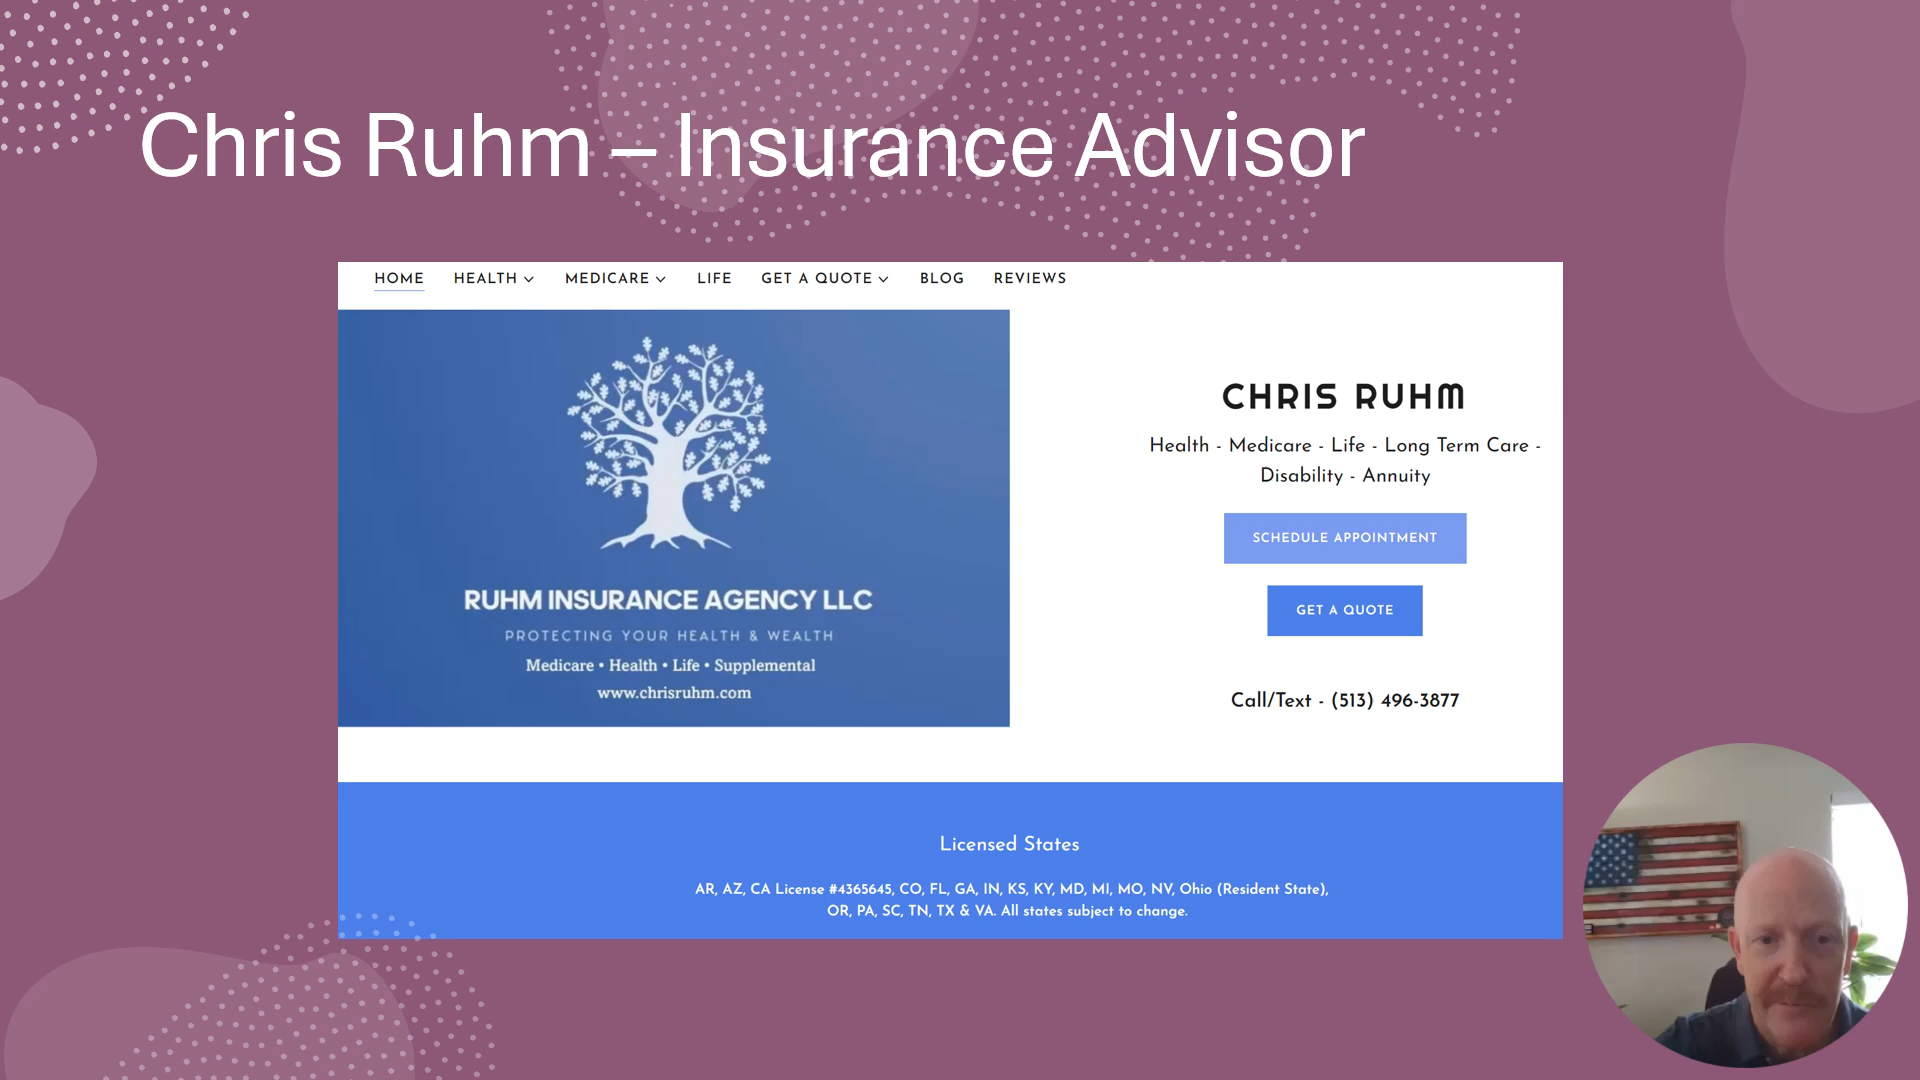 Chris Ruhm – Insurance Advisor
HOME HEALTH MEDICARE LIFE GET A QUOTE BLOG REVIEWS
RUHM INSURANCE AGENCY LLC
PROTECTING YOUR HEALTH & WEALTH
Medicare • Health • Life • Supplemental
www.chrisruhm.com
CHRIS RUHM
Health - Medicare - Life - Long Term Care -
Disability - Annuity
SCHEDULE APPOINTMENT
GET A QUOTE
Call/Text - (513) 496-3877
Licensed States
AR, AZ, CA License #4365645, CO, FL, GA, IN, KS, KY, MD, MI, MO, NV, Ohio (Resident State),
OR, PA, SC, TN, TX & VA. All states subject to change.